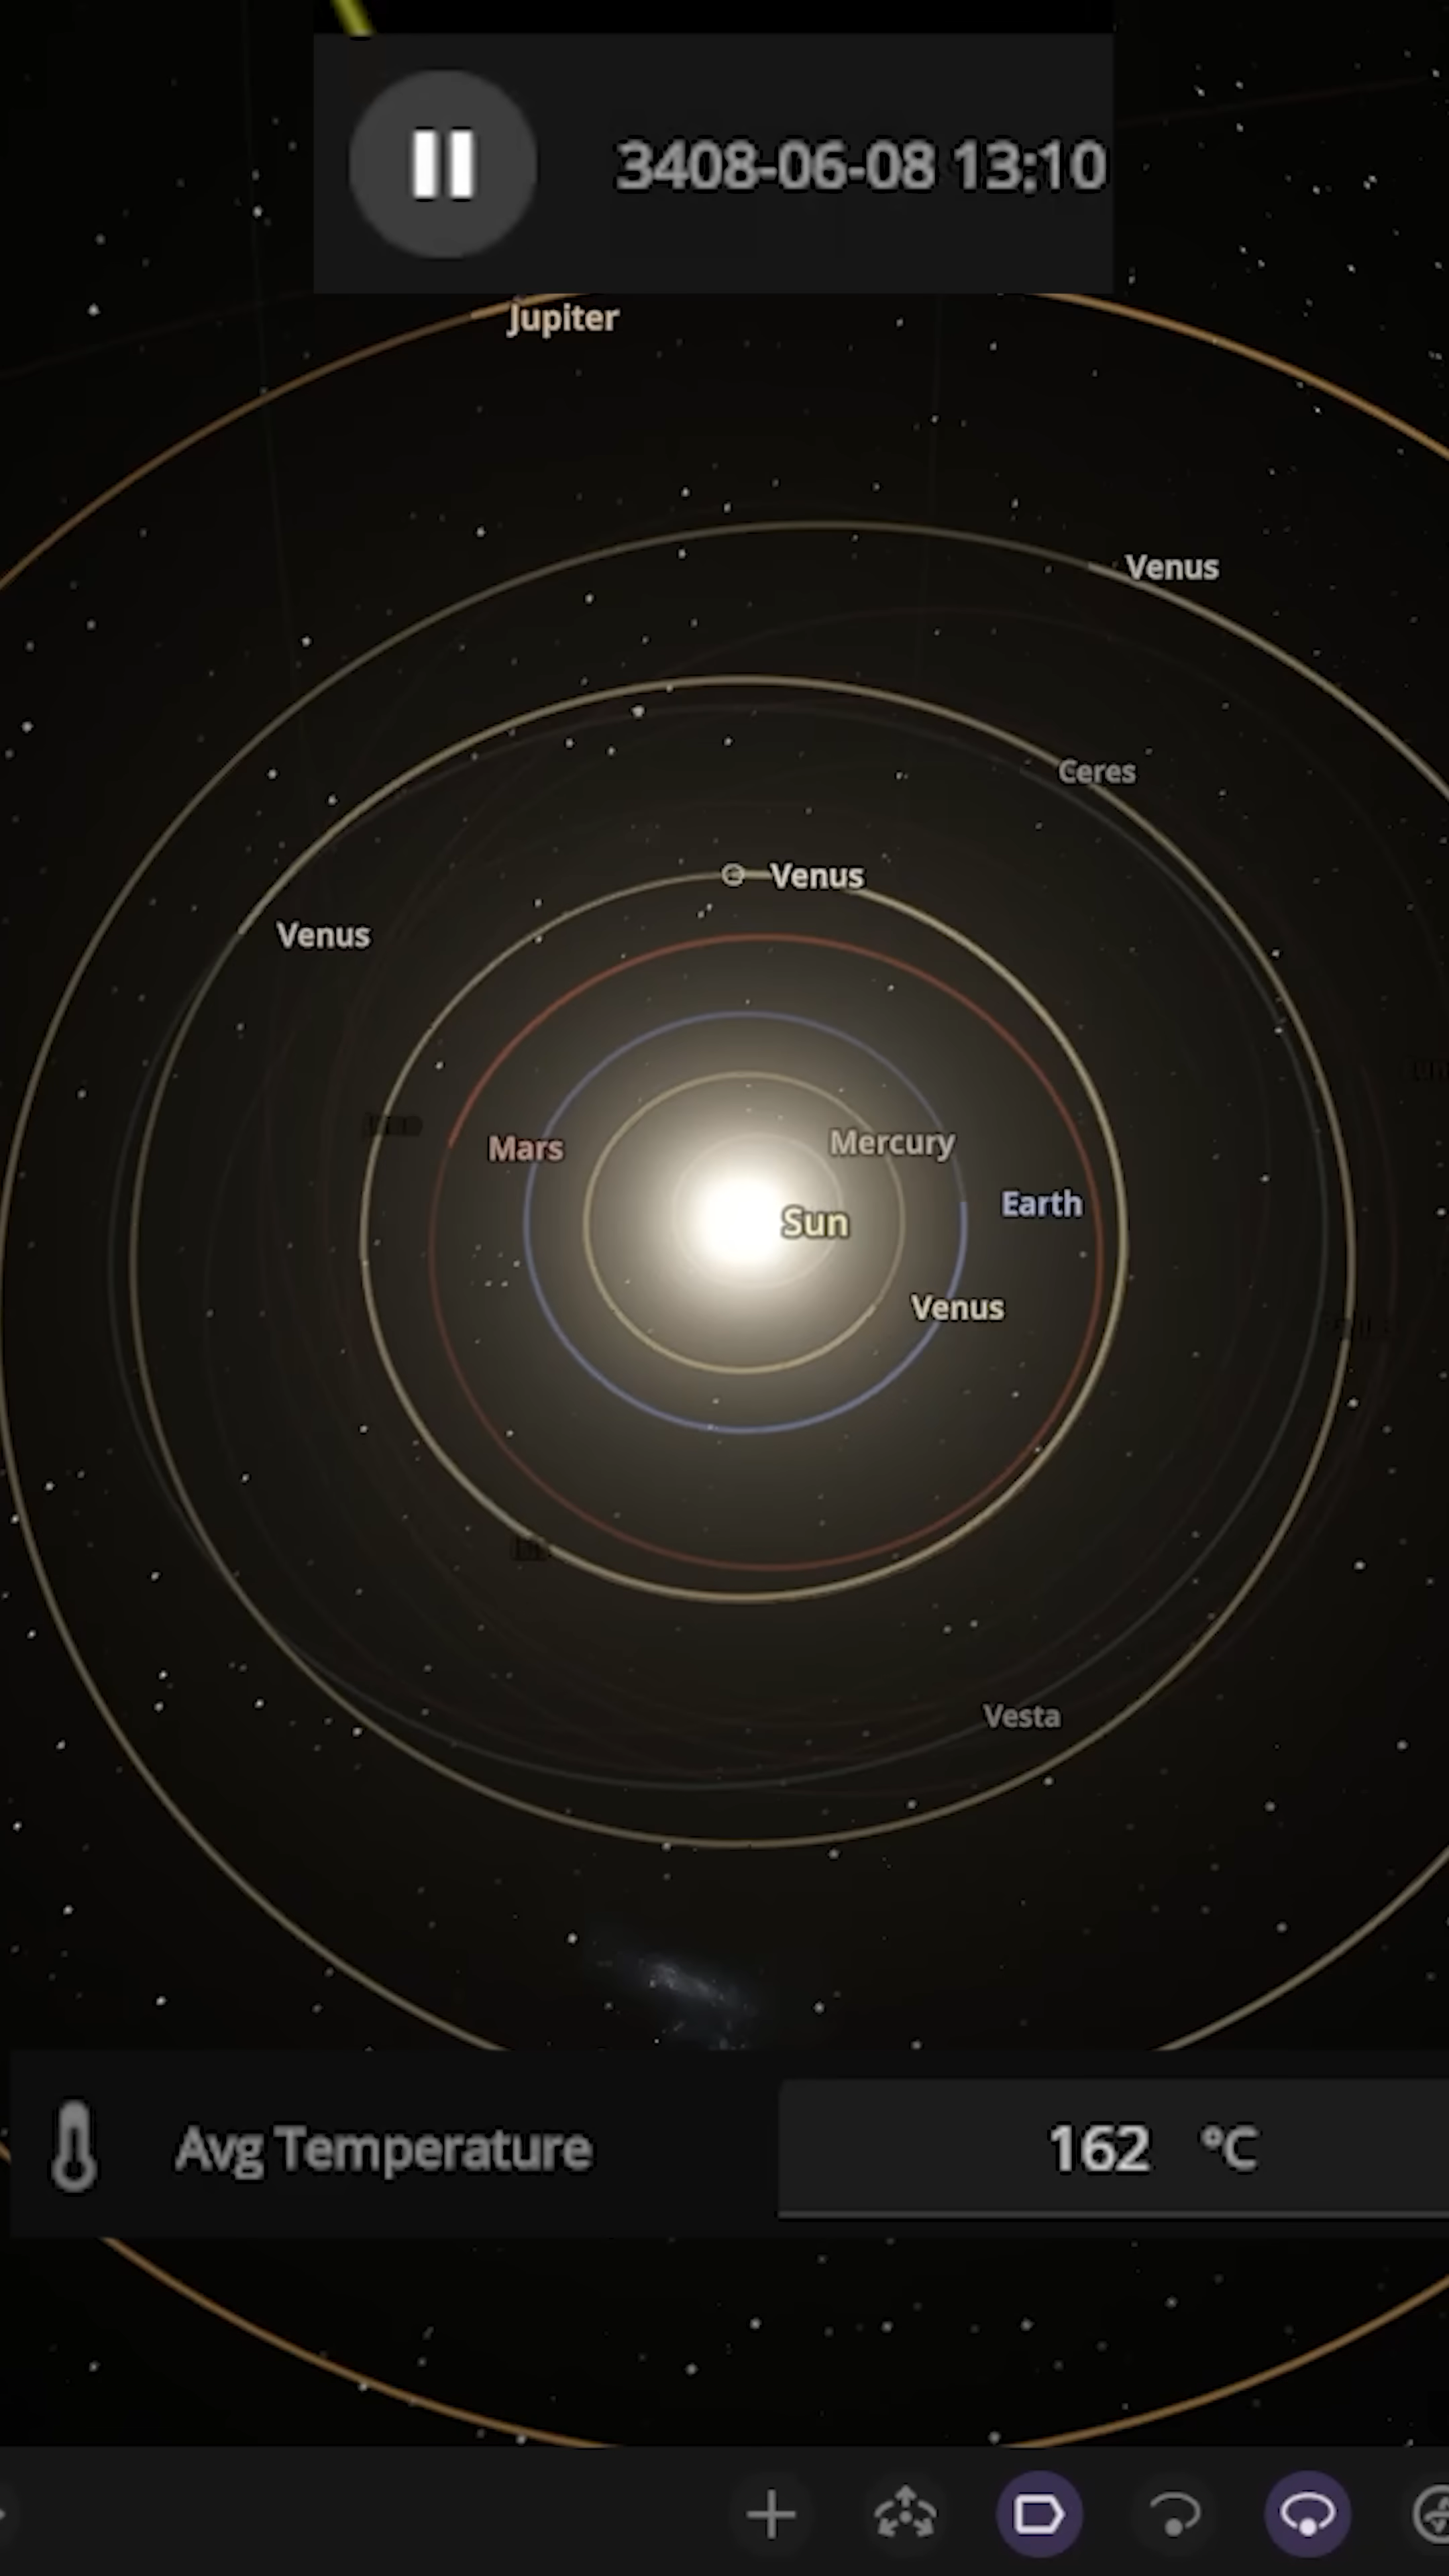 3408-06-08 13:10
Jupiter
Venus
Ceres
Venus
Venus
Mars
Mercury
Earth
Sun
Venus
Vesta
Avg Temperature 162 °C